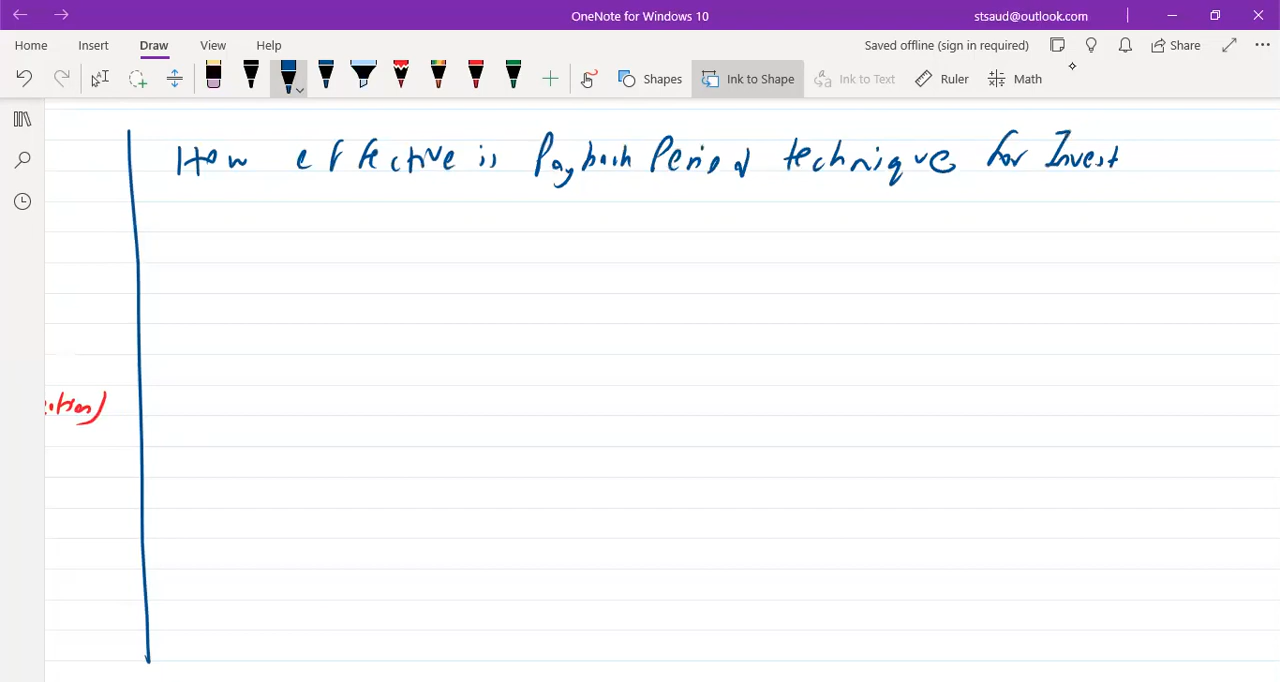 OneNote for Windows 10
stsaud@outlook.com
Home Insert Draw View Help
Saved offline (sign in required) Share
Shapes Ink to Shape Ink to Text Ruler Math
How effective is Payback Period technique for Invest